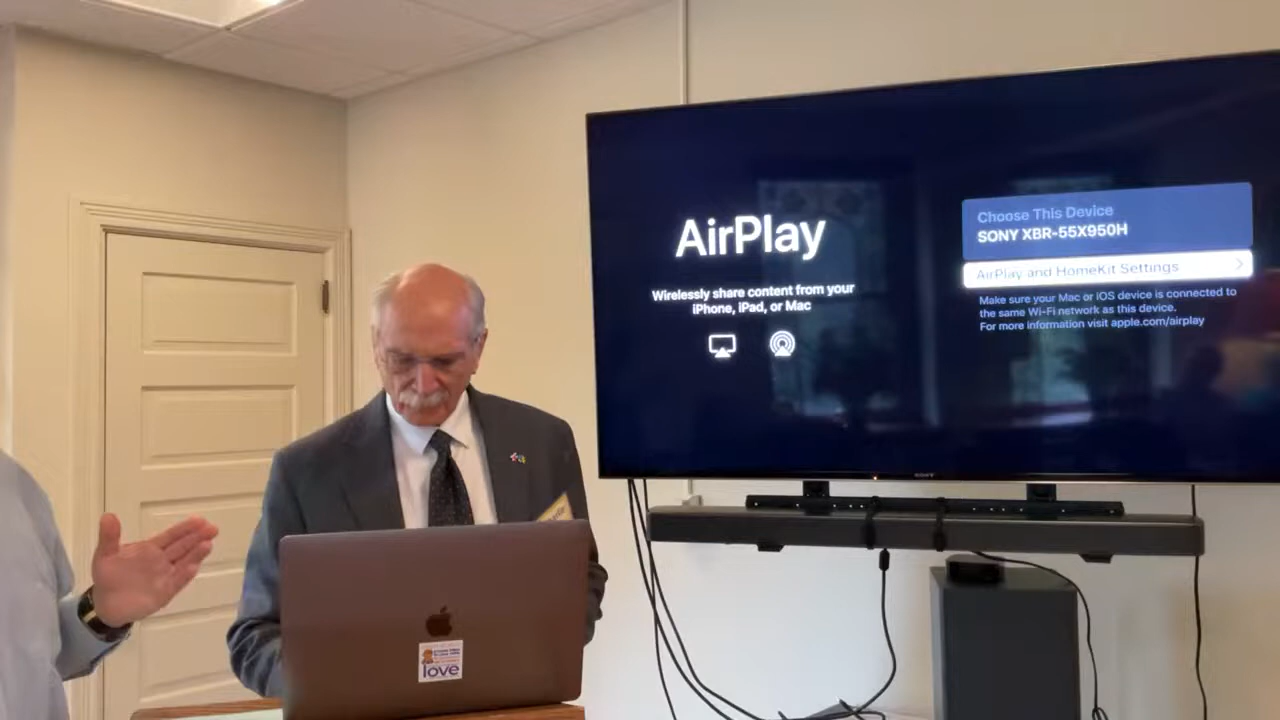 AirPlay
Wirelessly share content from your
iPhone, iPad, or Mac
Choose This Device
SONY XBR-55X950H
AirPlay and HomeKit Settings
Make sure your Mac or iOS device is connected to
the same Wi-Fi network as this device.
For more information visit apple.com/airplay
SONY
love